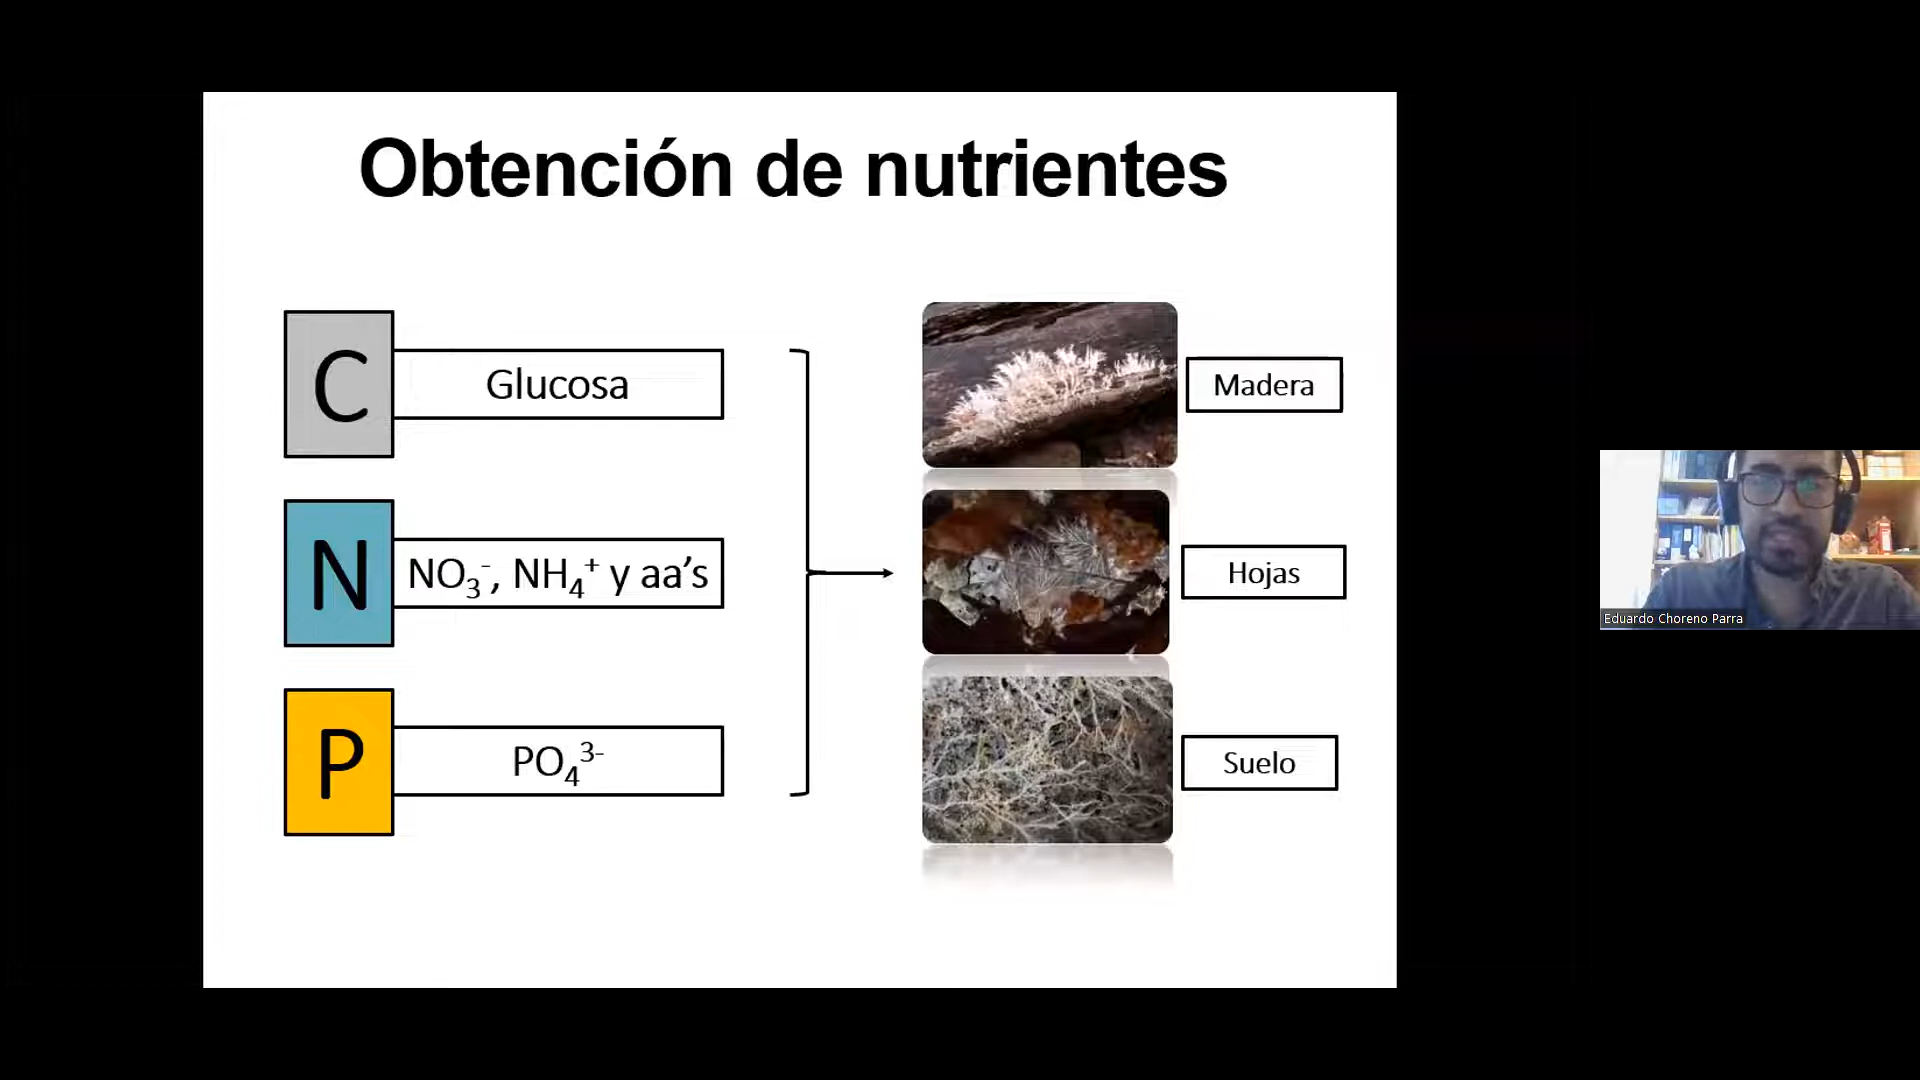 Obtención de nutrientes
C
Glucosa
Madera
N
NO₃⁻, NH₄⁺ y aa’s
Hojas
P
PO₄³⁻
Suelo
Eduardo Choreno Parra